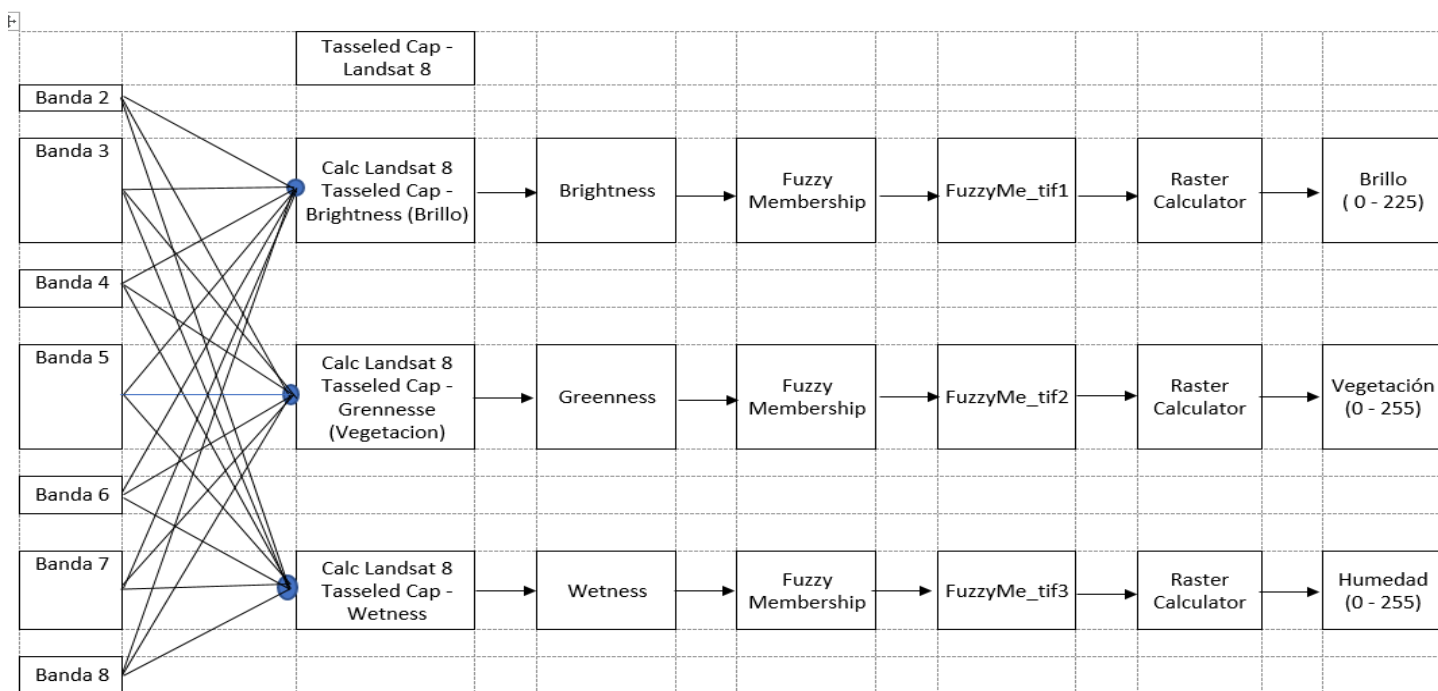 Tasseled Cap -
Landsat 8
Banda 2
Banda 3
Banda 4
Banda 5
Banda 6
Banda 7
Banda 8
Calc Landsat 8
Tasseled Cap -
Brightness (Brillo)
Brightness
Fuzzy
Membership
FuzzyMe_tif1
Raster
Calculator
Brillo
( 0 - 225)
Calc Landsat 8
Tasseled Cap -
Grennesse
(Vegetacion)
Greenness
Fuzzy
Membership
FuzzyMe_tif2
Raster
Calculator
Vegetación
(0 - 255)
Calc Landsat 8
Tasseled Cap -
Wetness
Wetness
Fuzzy
Membership
FuzzyMe_tif3
Raster
Calculator
Humedad
(0 - 255)